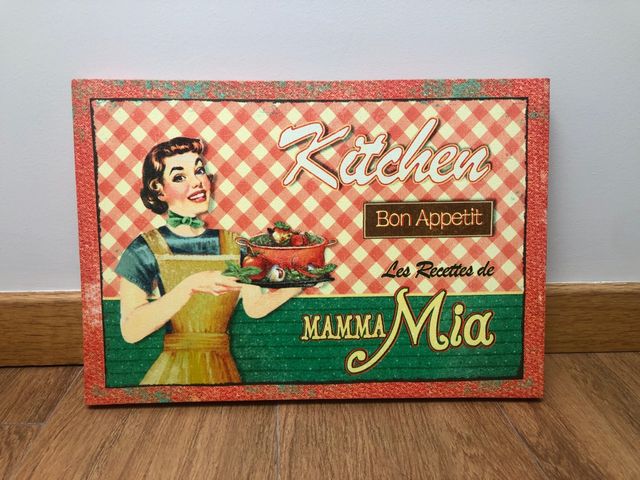 Kitchen
Bon Appetit
Les Recettes de
MAMMA Mia